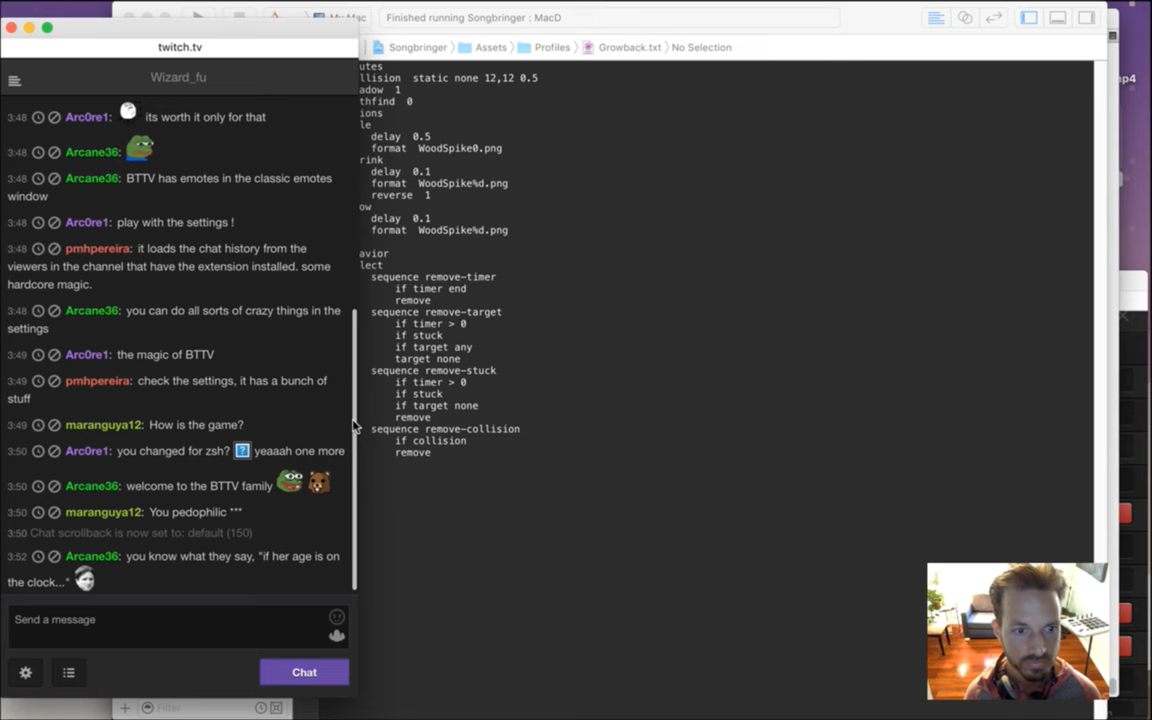 My Mac
Finished running Songbringer : MacD
twitch.tv
Songbringer
Assets
Profiles
Growback.txt
No Selection
Wizard_fu
3:48 Arc0re1: its worth it only for that
3:48 Arcane36:
3:48 Arcane36: BTTV has emotes in the classic emotes
window
3:48 Arc0re1: play with the settings !
3:48 pmhpereira: it loads the chat history from the
viewers in the channel that have the extension installed. some
hardcore magic.
3:48 Arcane36: you can do all sorts of crazy things in the
settings
3:49 Arc0re1: the magic of BTTV
3:49 pmhpereira: check the settings, it has a bunch of
stuff
3:49 maranguya12: How is the game?
3:50 Arc0re1: you changed for zsh? yeaaah one more
3:50 Arcane36: welcome to the BTTV family
3:50 maranguya12: You pedophilic ***
3:50 Chat scrollback is now set to: default (150)
3:52 Arcane36: you know what they say, "if her age is on
the clock..."
Send a message
Chat
utes
llision static none 12,12 0.5
adow 1
thfind 0
ions
le
delay 0.5
format WoodSpike0.png
rink
delay 0.1
format WoodSpike%d.png
reverse 1
ow
delay 0.1
format WoodSpike%d.png
avior
lect
sequence remove-timer
if timer end
remove
sequence remove-target
if timer > 0
if stuck
if target any
target none
sequence remove-stuck
if timer > 0
if stuck
if target none
remove
sequence remove-collision
if collision
remove
mp4
Filter